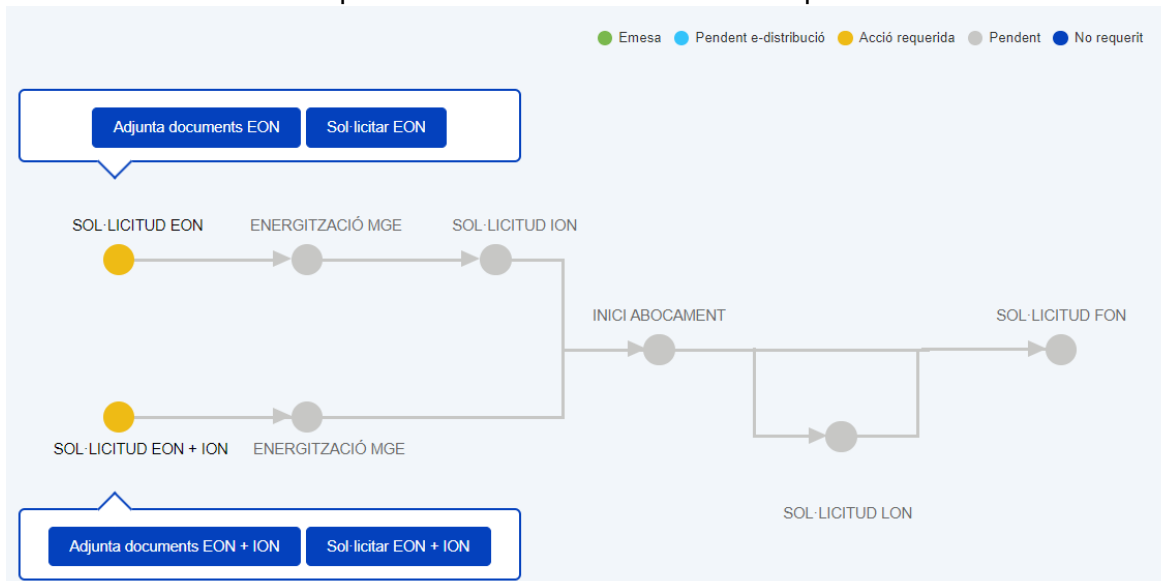 Emesa Pendent e-distribució Acció requerida Pendent No requerit
Adjunta documents EON Sol·licitar EON
SOL·LICITUD EON ENERGITZACIÓ MGE SOL·LICITUD ION
INICI ABOCAMENT SOL·LICITUD FON
SOL·LICITUD EON + ION ENERGITZACIÓ MGE
SOL·LICITUD LON
Adjunta documents EON + ION Sol·licitar EON + ION